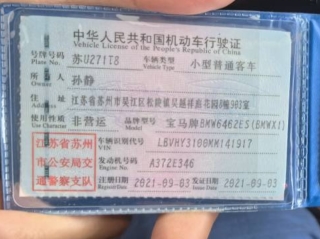 中华人民共和国机动车行驶证
Vehicle License of the People's Republic of China
号牌号码 苏U271T8 车辆类型 小型普通客车
Plate No. Vehicle Type
所有人 孙静
Owner
住址 江苏省苏州市吴江区松陵镇吴越祥庭花园8幢903室
Address
使用性质 非营运 品牌型号 宝马牌BMW6462ES(BMWX1)
Use Character Model
江苏省苏州 车辆识别代号 LBVHY3100MM141917
VIN
市公安局交 发动机号码 A372E346
Engine No.
通警察支队 注册日期 2021-09-03 发证日期 2021-09-03
Register Date Issue Date